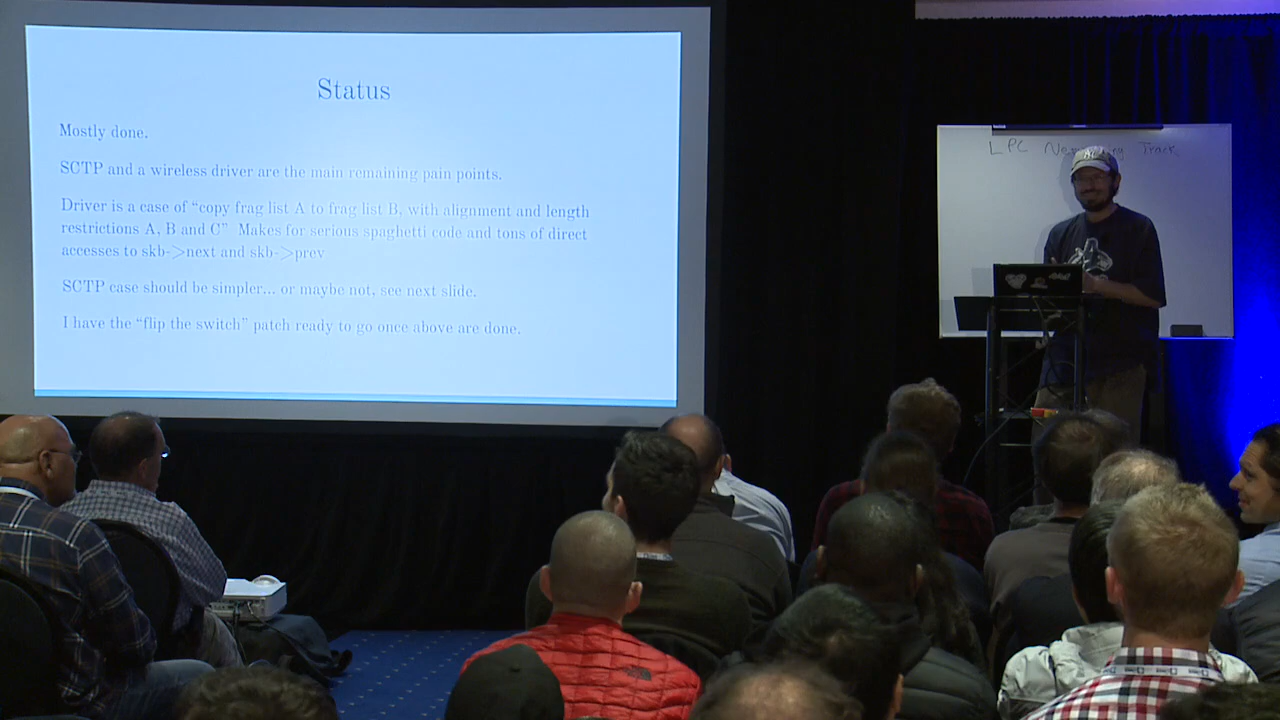 Status
Mostly done.
SCTP and a wireless driver are the main remaining pain points.
Driver is a case of “copy frag list A to frag list B, with alignment and length
restrictions A, B and C” Makes for serious spaghetti code and tons of direct
accesses to skb->next and skb->prev
SCTP case should be simpler... or maybe not, see next slide.
I have the “flip the switch” patch ready to go once above are done.
LPC Track